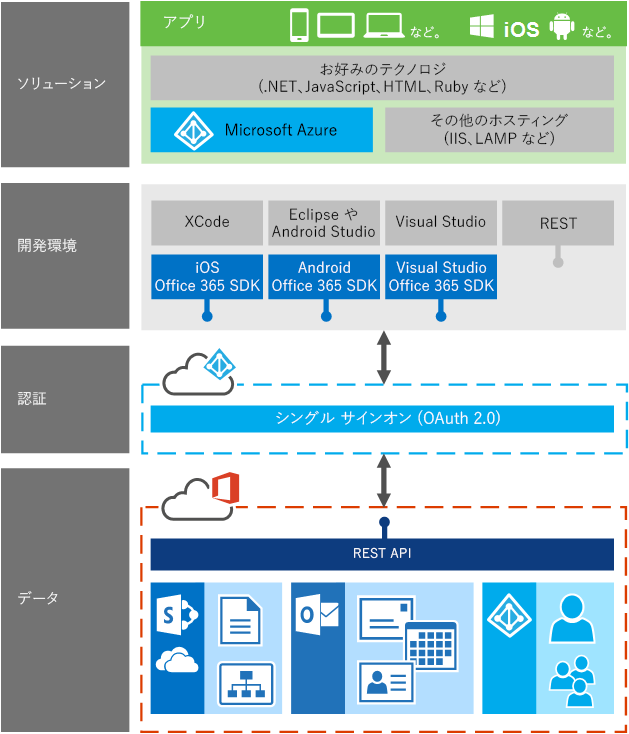 ソリューション
アプリ
など。
iOS
など。
お好みのテクノロジ
(.NET、JavaScript、HTML、Ruby など)
Microsoft Azure
その他のホスティング
(IIS、LAMP など)
開発環境
XCode
Eclipse や
Android Studio
Visual Studio
REST
iOS
Office 365 SDK
Android
Office 365 SDK
Visual Studio
Office 365 SDK
認証
シングル サインオン (OAuth 2.0)
データ
REST API
S
O